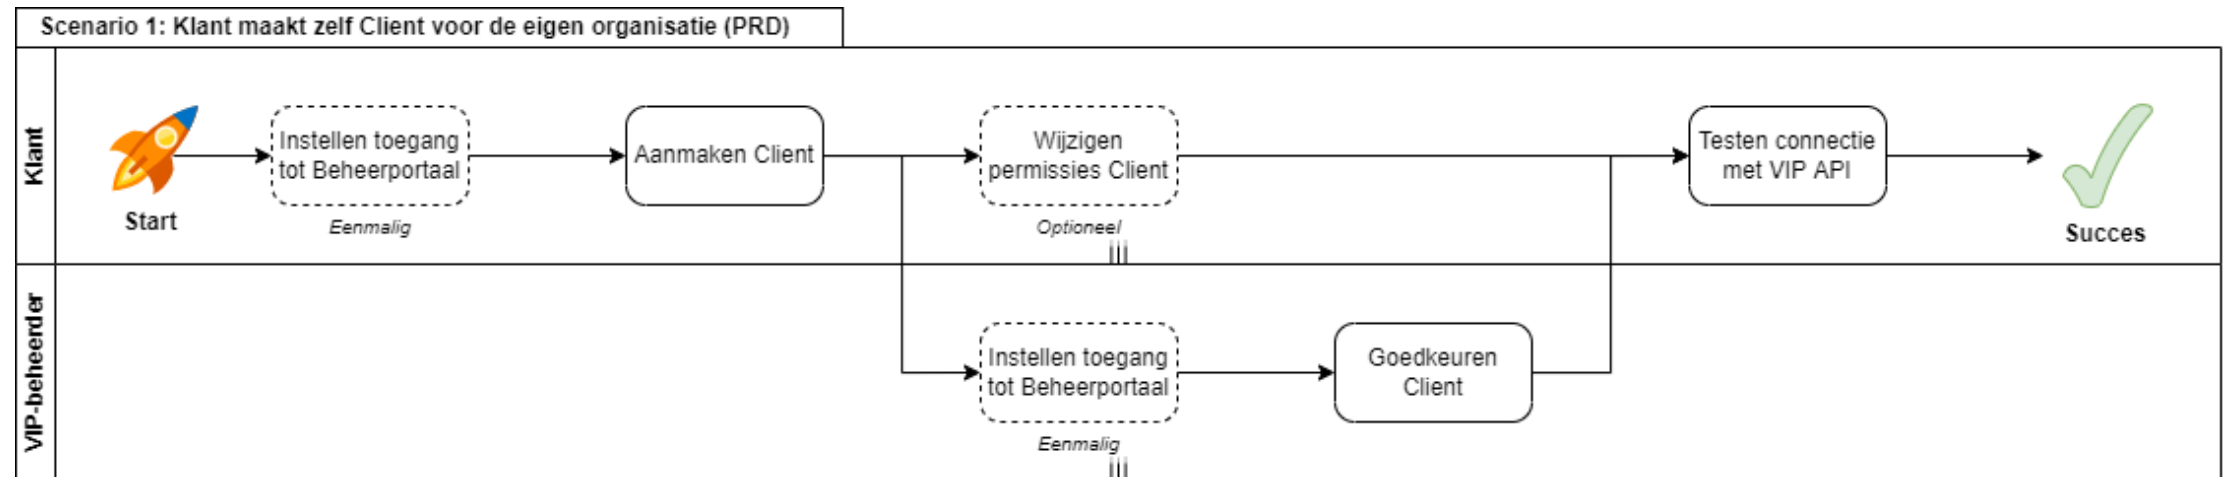 Scenario 1: Klant maakt zelf Client voor de eigen organisatie (PRD)
Klant
Start
Instellen toegang
tot Beheerportaal
Eenmalig
Aanmaken Client
Wijzigen
permissies Client
Optioneel
Testen connectie
met VIP API
Succes
VIP-beheerder
Instellen toegang
tot Beheerportaal
Eenmalig
Goedkeuren
Client